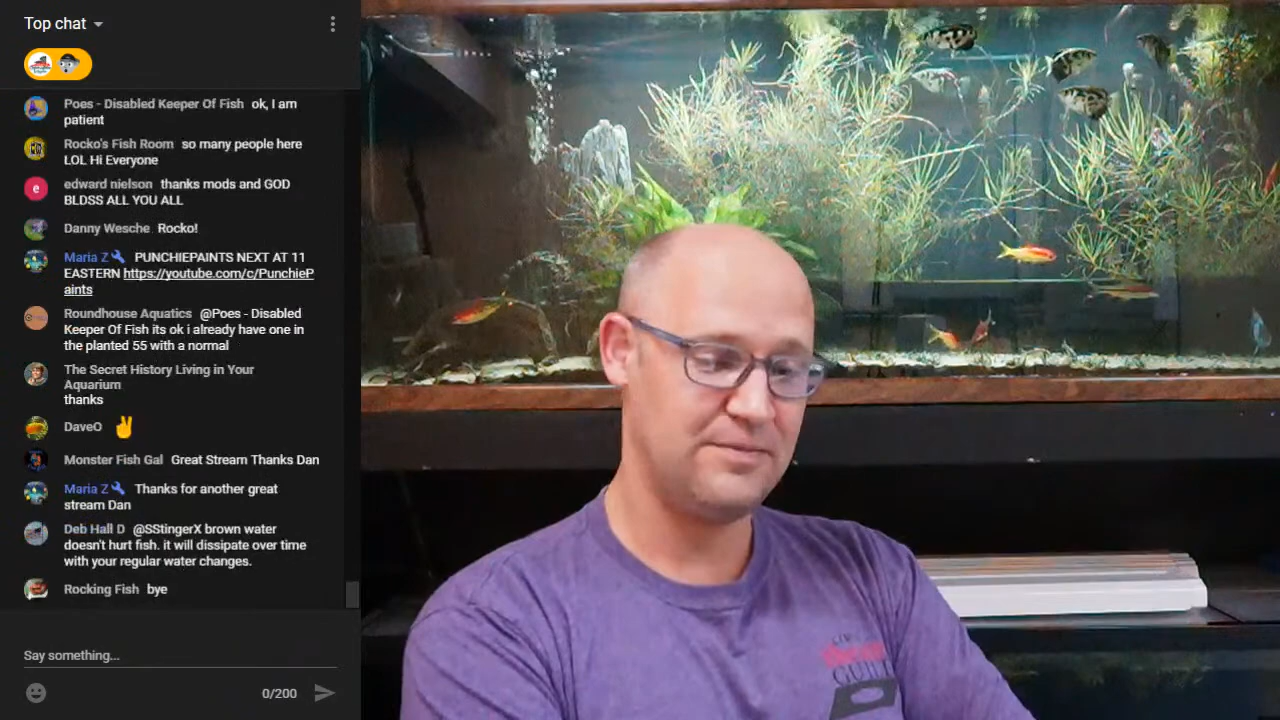 Top chat
Poes - Disabled Keeper Of Fish ok, I am
patient
Rocko's Fish Room so many people here
LOL Hi Everyone
edward nielson thanks mods and GOD
BLDSS ALL YOU ALL
Danny Wesche Rocko!
Maria Z PUNCHIEPAINTS NEXT AT 11
EASTERN https://youtube.com/c/PunchieP
aints
Roundhouse Aquatics @Poes - Disabled
Keeper Of Fish its ok i already have one in
the planted 55 with a normal
The Secret History Living in Your
Aquarium
thanks
DaveO ✌
Monster Fish Gal Great Stream Thanks Dan
Maria Z Thanks for another great
stream Dan
Deb Hall D @SStingerX brown water
doesn't hurt fish. it will dissipate over time
with your regular water changes.
Rocking Fish bye
Say something...
0/200
GUILD